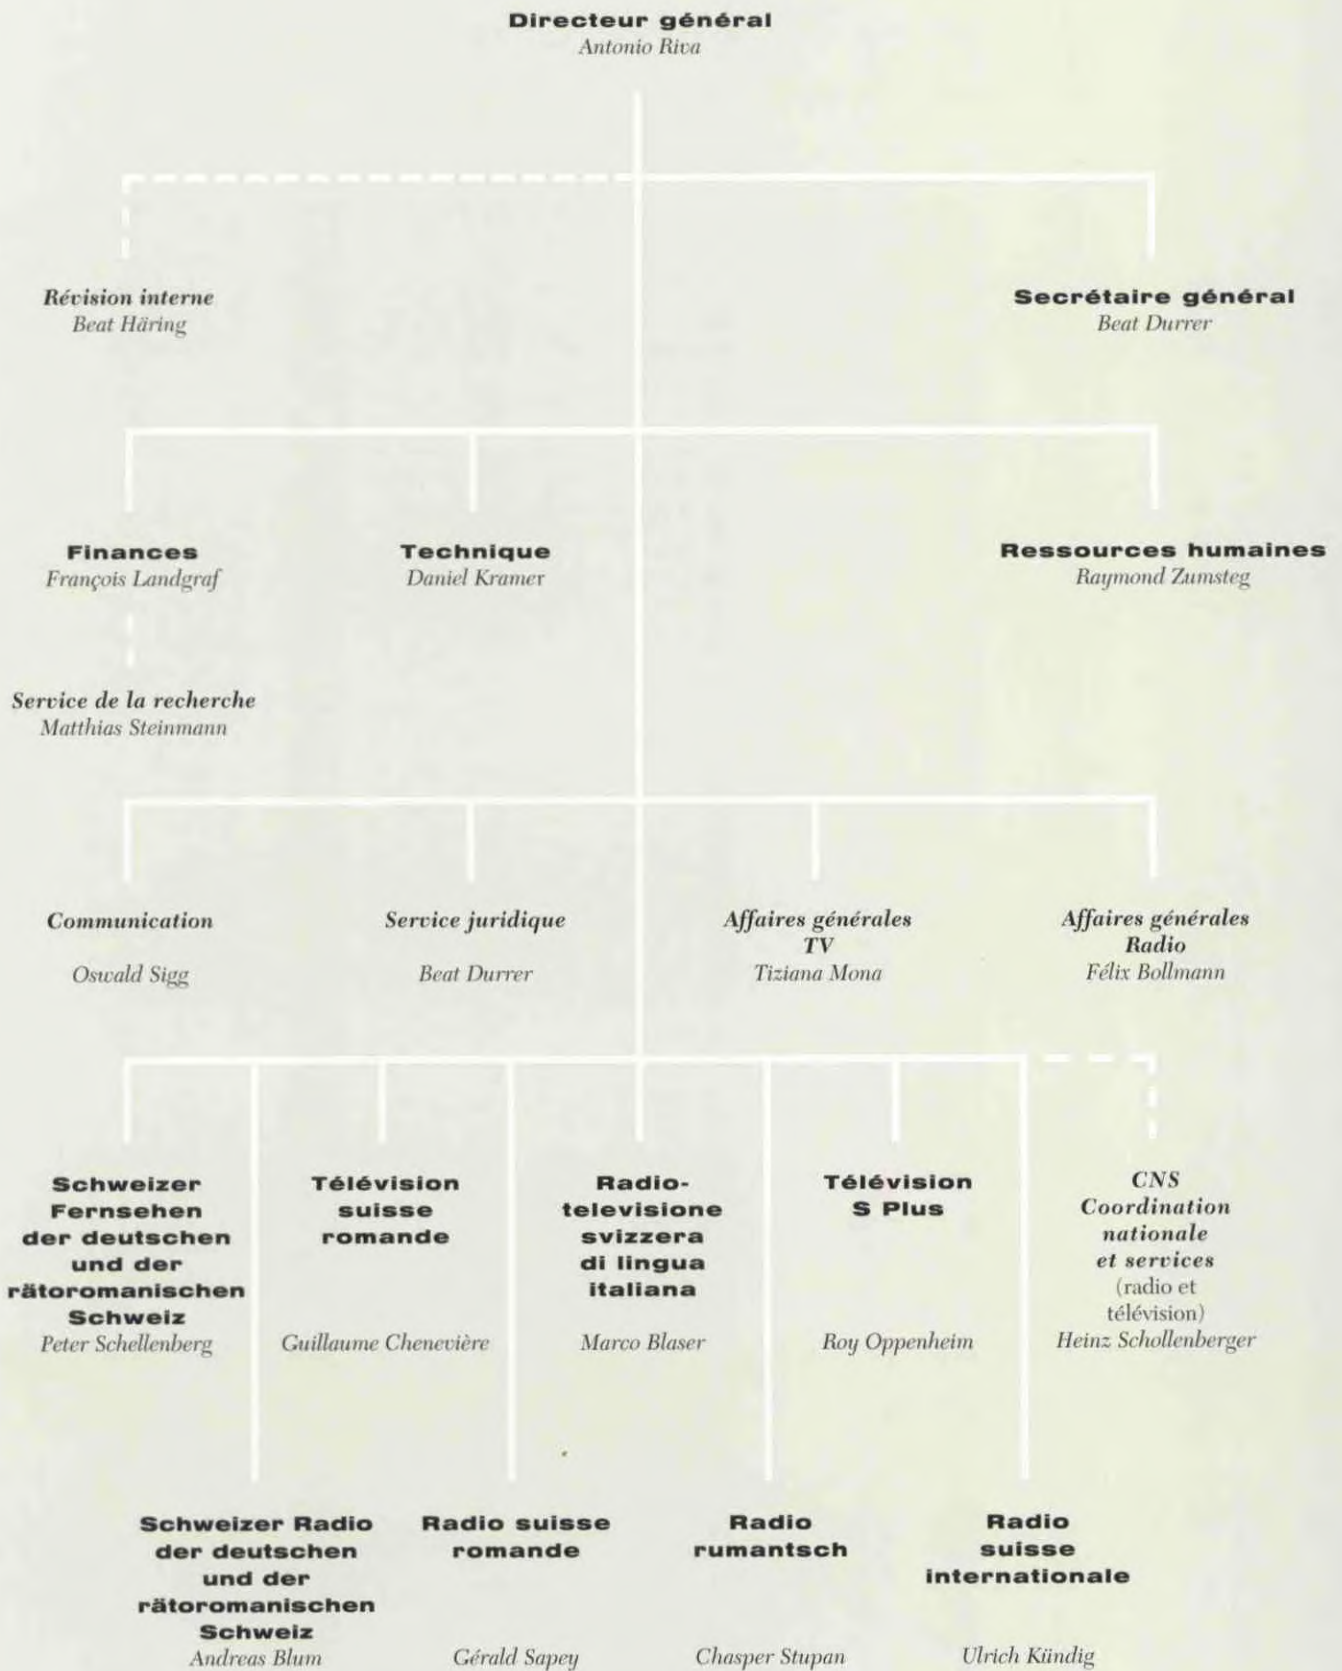 Directeur général
Antonio Riva
Révision interne
Beat Häring
Secrétaire général
Beat Durrer
Finances
François Landgraf
Technique
Daniel Kramer
Ressources humaines
Raymond Zumsteg
Service de la recherche
Matthias Steinmann
Communication
Oswald Sigg
Service juridique
Beat Durrer
Affaires générales
TV
Tiziana Mona
Affaires générales
Radio
Félix Bollmann
Schweizer
Fernsehen
der deutschen
und der
rätoromanischen
Schweiz
Peter Schellenberg
Télévision
suisse
romande
Guillaume Chenevière
Radio-
televisione
svizzera
di lingua
italiana
Marco Blaser
Télévision
S Plus
Roy Oppenheim
CNS
Coordination
nationale
et services
(radio et
télévision)
Heinz Schollenberger
Schweizer Radio
der deutschen
und der
rätoromanischen
Schweiz
Andreas Blum
Radio suisse
romande
Gérald Sapey
Radio
rumantsch
Chasper Stupan
Radio
suisse
internationale
Ulrich Kündig